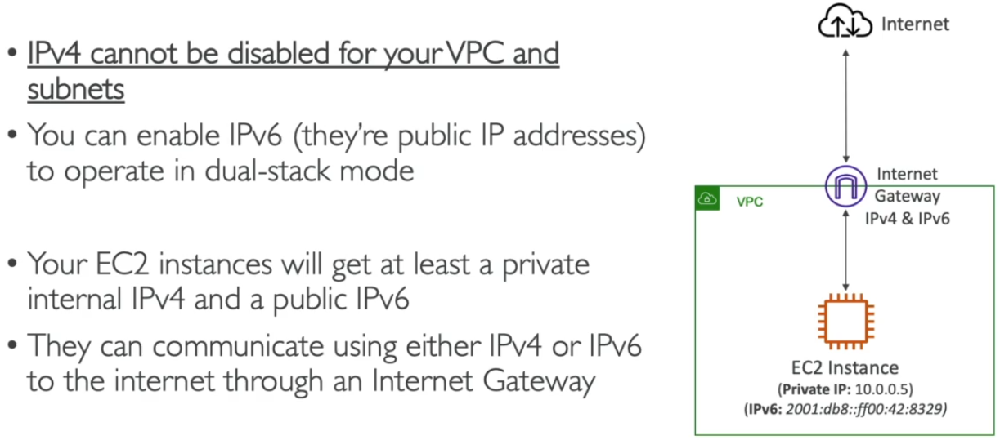 • IPv4 cannot be disabled for your VPC and
subnets
• You can enable IPv6 (they're public IP addresses)
to operate in dual-stack mode
• Your EC2 instances will get at least a private
internal IPv4 and a public IPv6
• They can communicate using either IPv4 or IPv6
to the internet through an Internet Gateway
Internet
Internet
Gateway
IPv4 & IPv6
VPC
EC2 Instance
(Private IP: 10.0.0.5)
(IPv6: 2001:db8::ff00:42:8329)